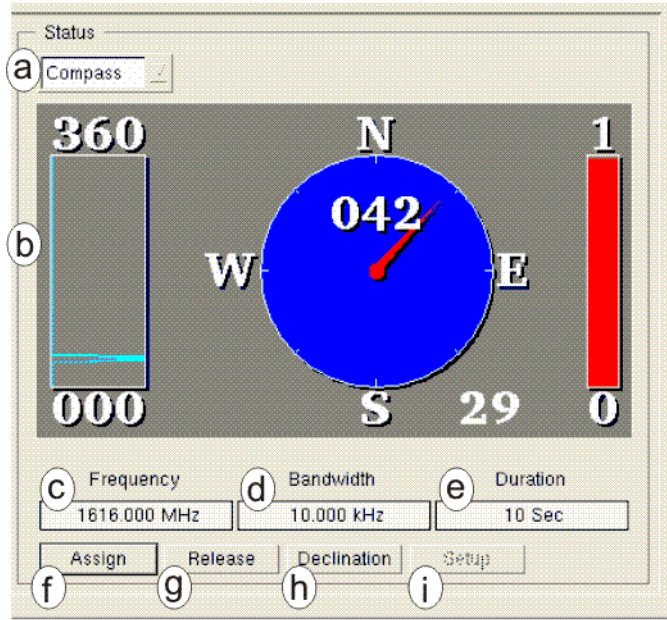 Status
a Compass
360 N 1
b 042
W E
000 S 29 0
c Frequency d Bandwidth e Duration
1616.000 MHz 10.000 kHz 10 Sec
Assign Release Declination Setup
f g h i